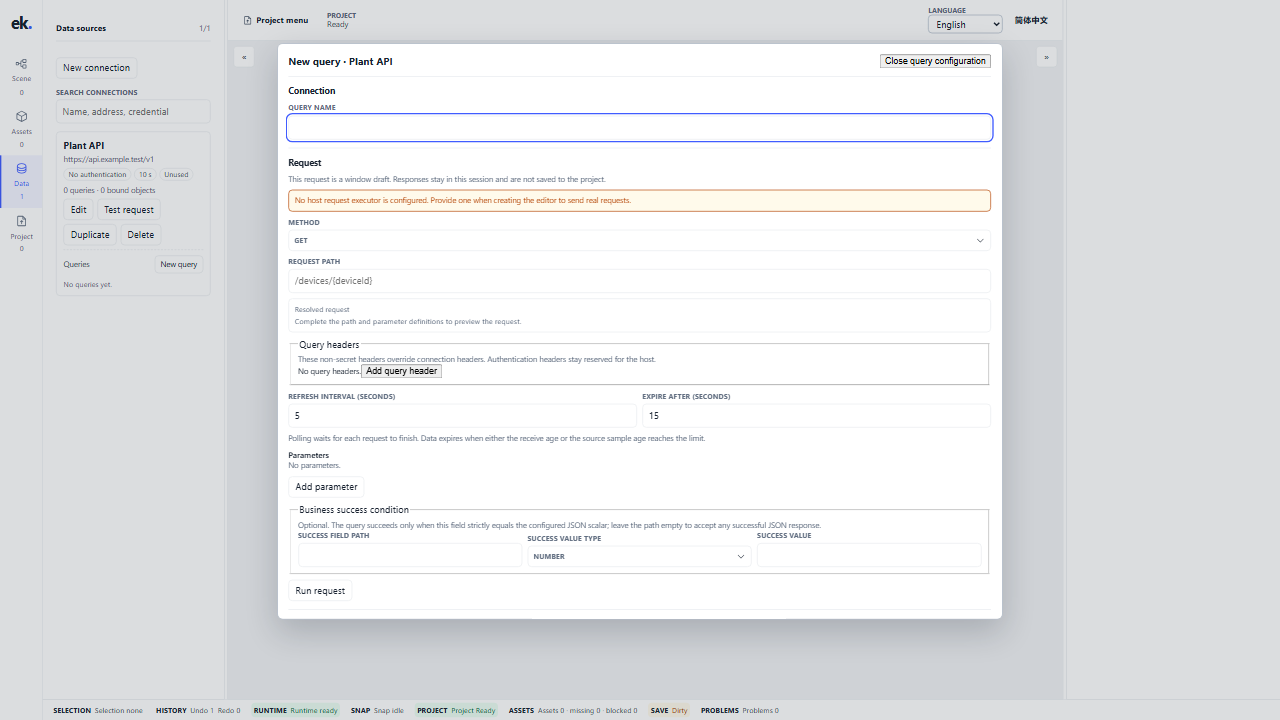 ek.
Scene
0
Assets
0
Data
1
Project
0
Data sources
1/1
New connection
SEARCH CONNECTIONS
Name, address, credential
Plant API
https://api.example.test/v1
No authentication
10 s
Unused
0 queries · 0 bound objects
Edit
Test request
Duplicate
Delete
Queries
New query
No queries yet.
Project menu
PROJECT
Ready
LANGUAGE
English
简体中文
«
»
New query · Plant API
Close query configuration
Connection
QUERY NAME
Request
This request is a window draft. Responses stay in this session and are not saved to the project.
No host request executor is configured. Provide one when creating the editor to send real requests.
METHOD
GET
REQUEST PATH
/devices/{deviceId}
Resolved request
Complete the path and parameter definitions to preview the request.
Query headers
These non-secret headers override connection headers. Authentication headers stay reserved for the host.
No query headers.
Add query header
REFRESH INTERVAL (SECONDS)
EXPIRE AFTER (SECONDS)
5
15
Polling waits for each request to finish. Data expires when either the receive age or the source sample age reaches the limit.
Parameters
No parameters.
Add parameter
Business success condition
Optional. The query succeeds only when this field strictly equals the configured JSON scalar; leave the path empty to accept any successful JSON response.
SUCCESS FIELD PATH
SUCCESS VALUE TYPE
SUCCESS VALUE
NUMBER
Run request
SELECTION Selection none
HISTORY Undo 1 Redo 0
RUNTIME Runtime ready
SNAP Snap idle
PROJECT Project Ready
ASSETS Assets 0 · missing 0 · blocked 0
SAVE Dirty
PROBLEMS Problems 0